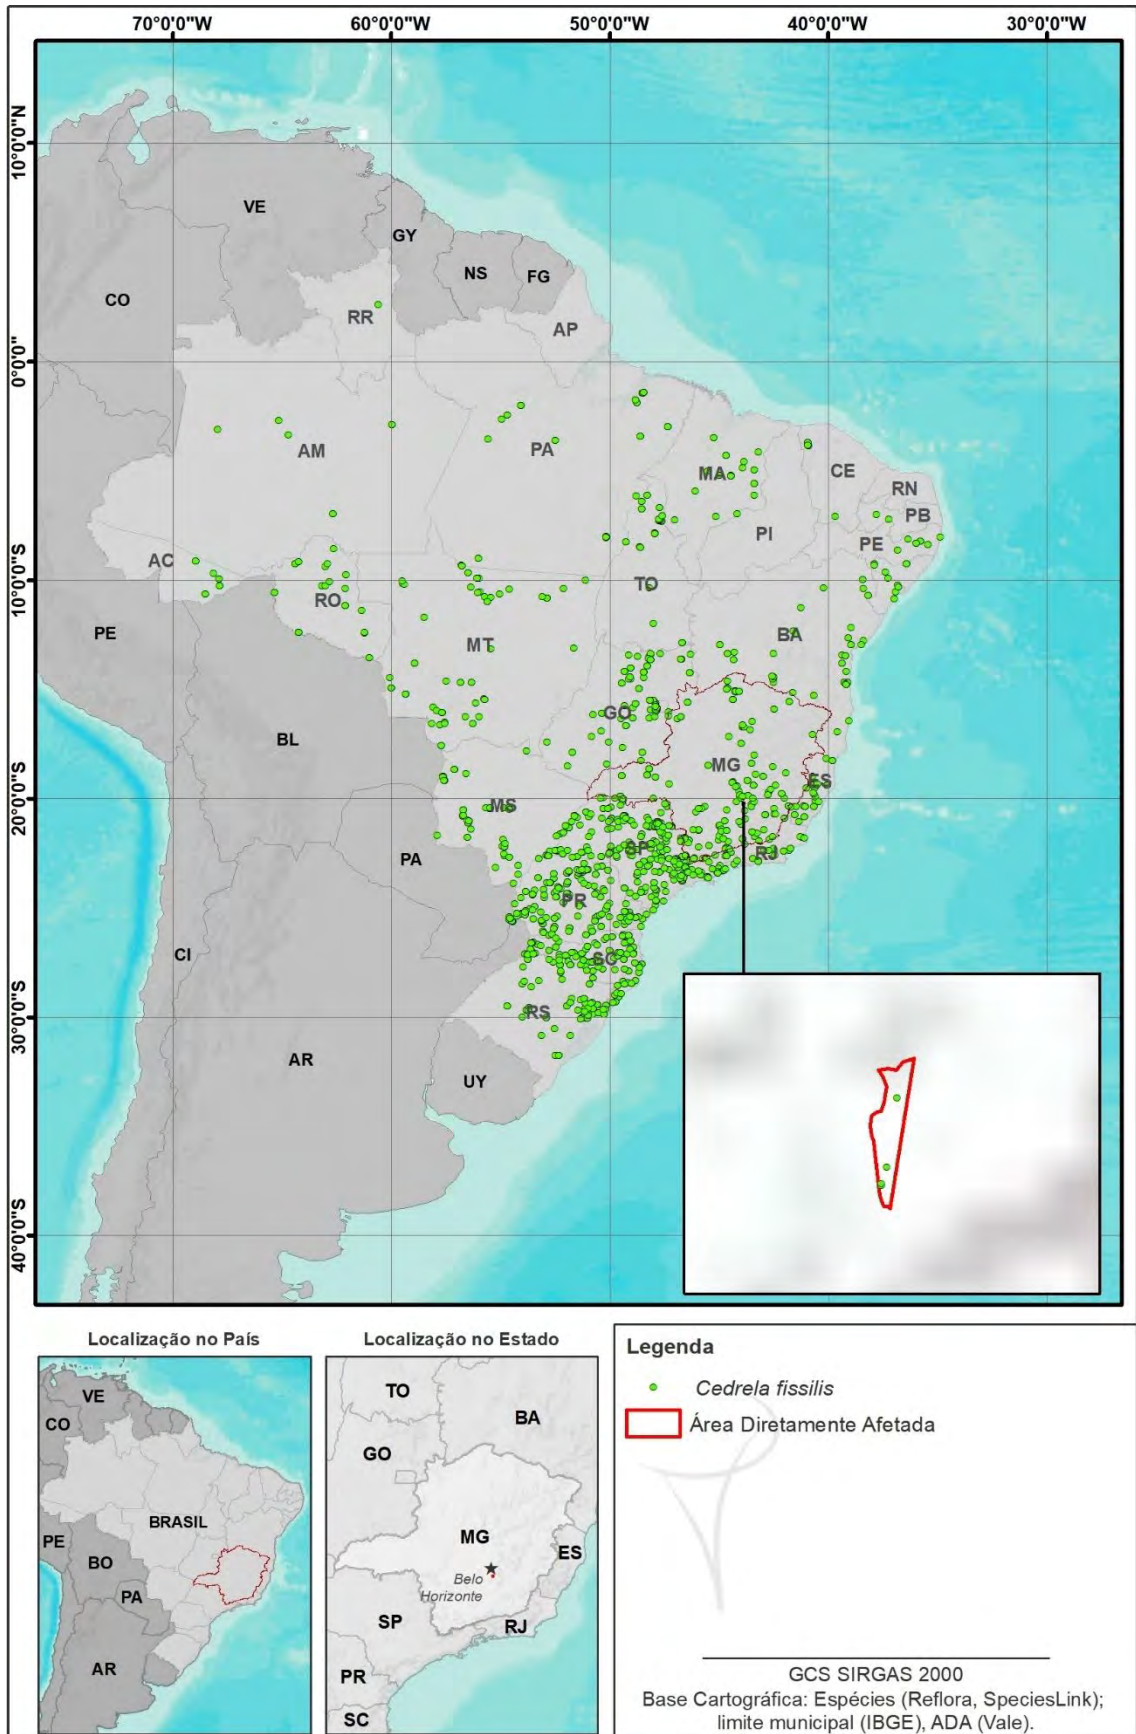 70°0'0"W 60°0'0"W 50°0'0"W 40°0'0"W 30°0'0"W
10°0'0"N
0°0'0"
10°0'0"S
20°0'0"S
30°0'0"S
40°0'0"S
VE
GY
NS
FG
CO
RR
AP
AM
PA
MA
CE
RN
PB
PE
PI
AC
RO
TO
BA
PE
MT
GO
BL
MG
ES
MS
SP
RJ
PA
PR
CI
SC
RS
AR
UY
Localização no País
VE
CO
BRASIL
PE
BO
PA
AR
Localização no Estado
TO
BA
GO
MG
ES
Belo
Horizonte
SP
RJ
PR
SC
Legenda
Cedrela fissilis
Área Diretamente Afetada
GCS SIRGAS 2000
Base Cartográfica: Espécies (Reflora, SpeciesLink);
limite municipal (IBGE), ADA (Vale).